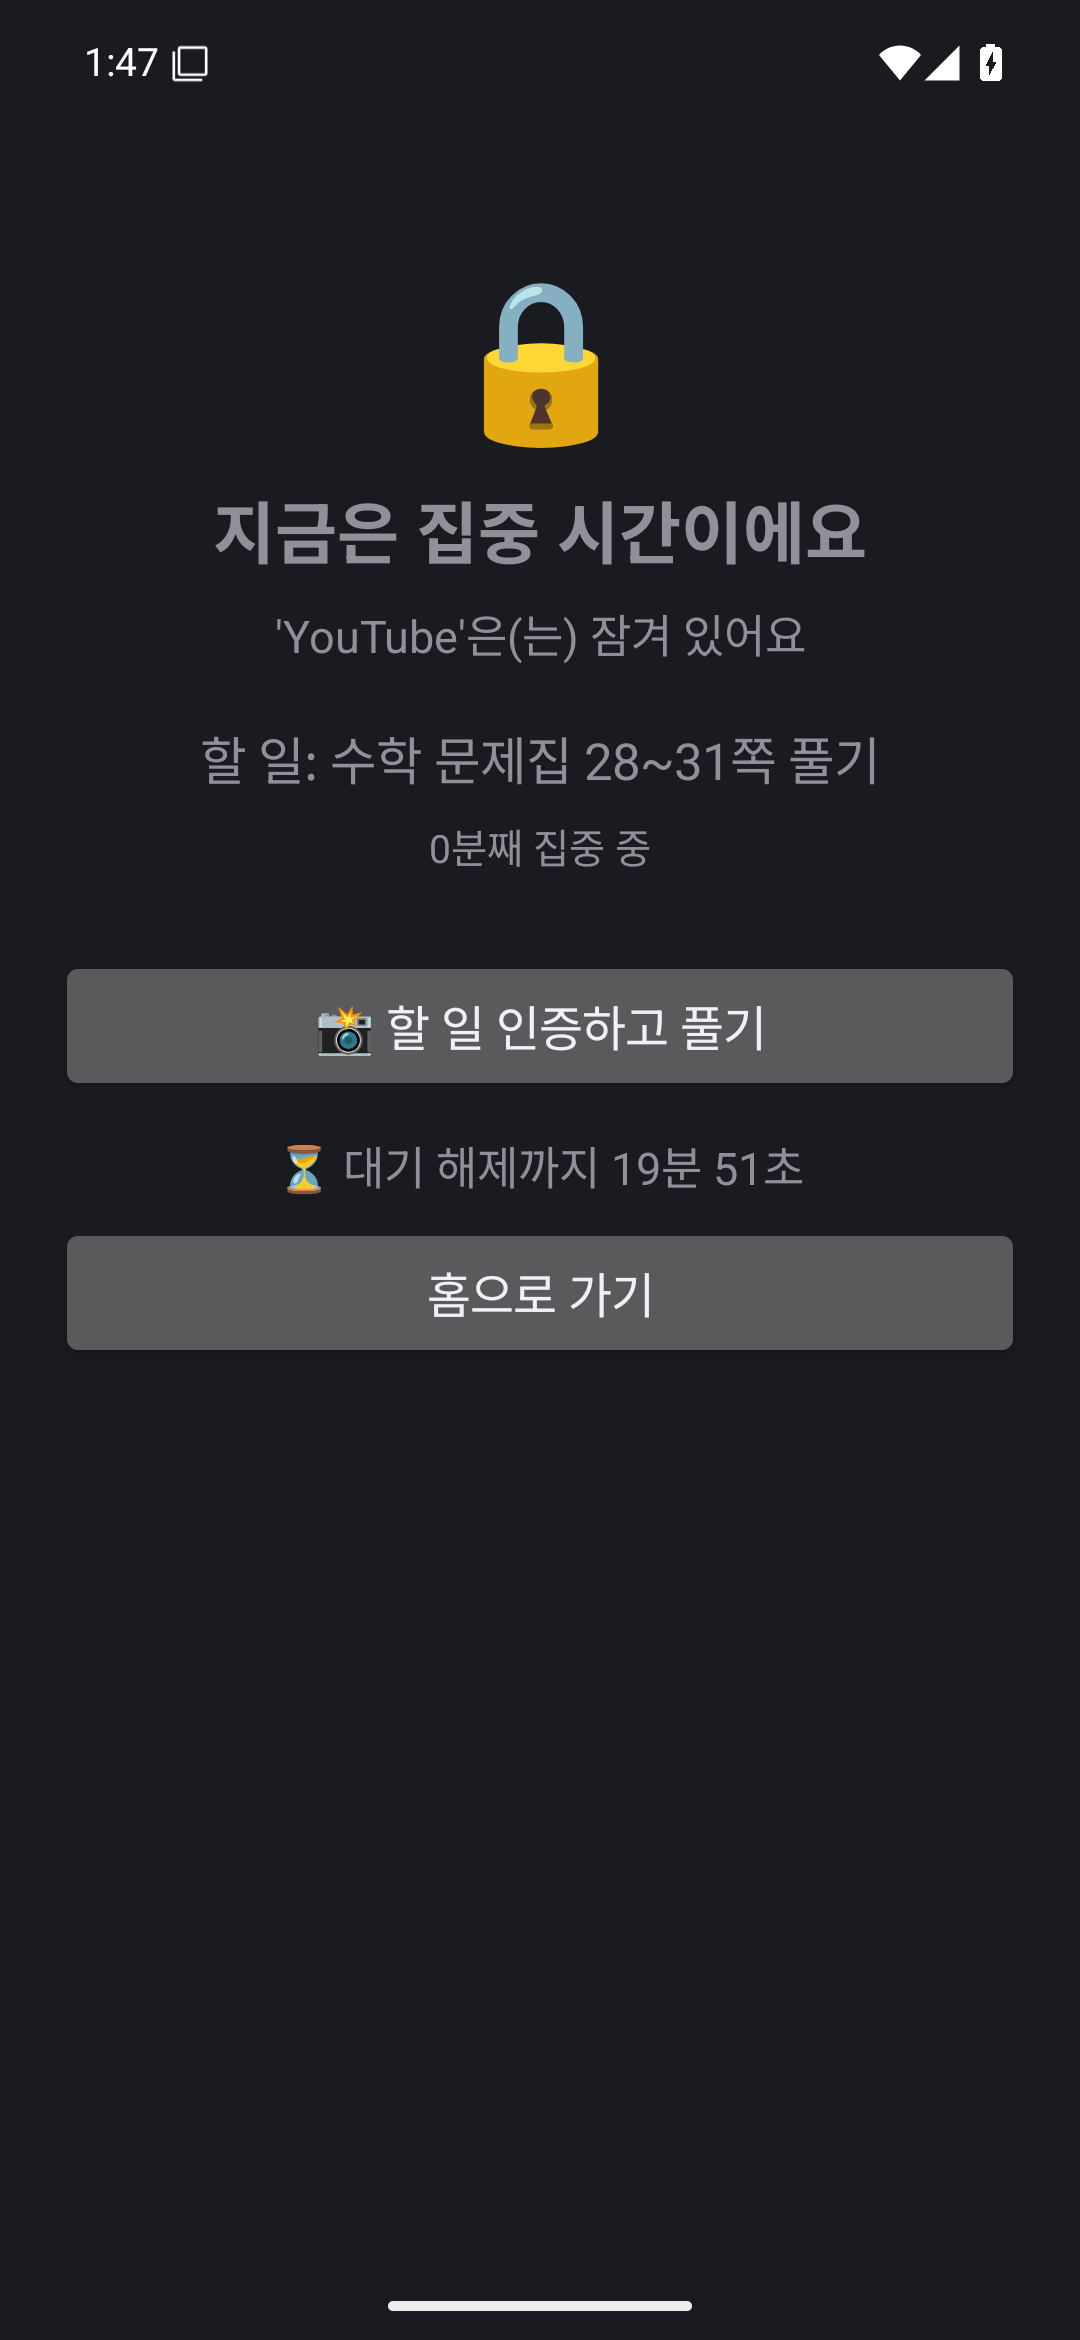 1:47
지금은 집중 시간이에요
'YouTube'은(는) 잠겨 있어요
할 일: 수학 문제집 28~31쪽 풀기
0분째 집중 중
📸 할 일 인증하고 풀기
⏳ 대기 해제까지 19분 51초
홈으로 가기